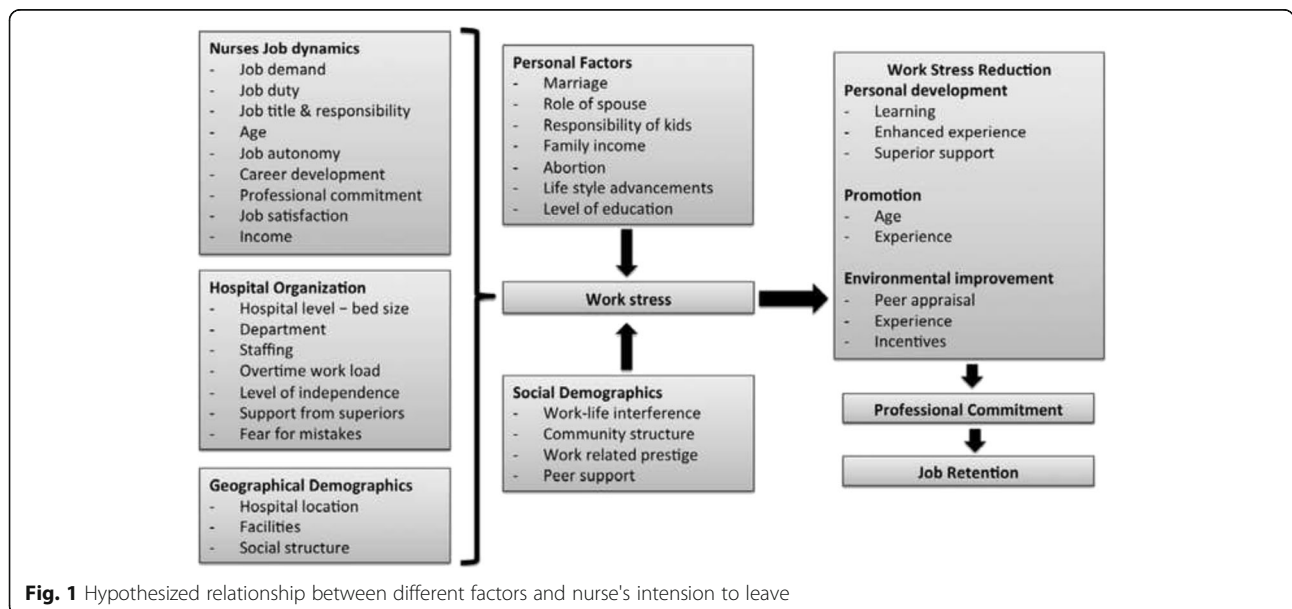 Nurses Job dynamics
- Job demand
- Job duty
- Job title & responsibility
- Age
- Job autonomy
- Career development
- Professional commitment
- Job satisfaction
- Income
Hospital Organization
- Hospital level – bed size
- Department
- Staffing
- Overtime work load
- Level of independence
- Support from superiors
- Fear for mistakes
Geographical Demographics
- Hospital location
- Facilities
- Social structure
Personal Factors
- Marriage
- Role of spouse
- Responsibility of kids
- Family income
- Abortion
- Life style advancements
- Level of education
Work stress
Social Demographics
- Work-life interference
- Community structure
- Work related prestige
- Peer support
Work Stress Reduction
Personal development
- Learning
- Enhanced experience
- Superior support
Promotion
- Age
- Experience
Environmental improvement
- Peer appraisal
- Experience
- Incentives
Professional Commitment
Job Retention
Fig. 1 Hypothesized relationship between different factors and nurse's intension to leave